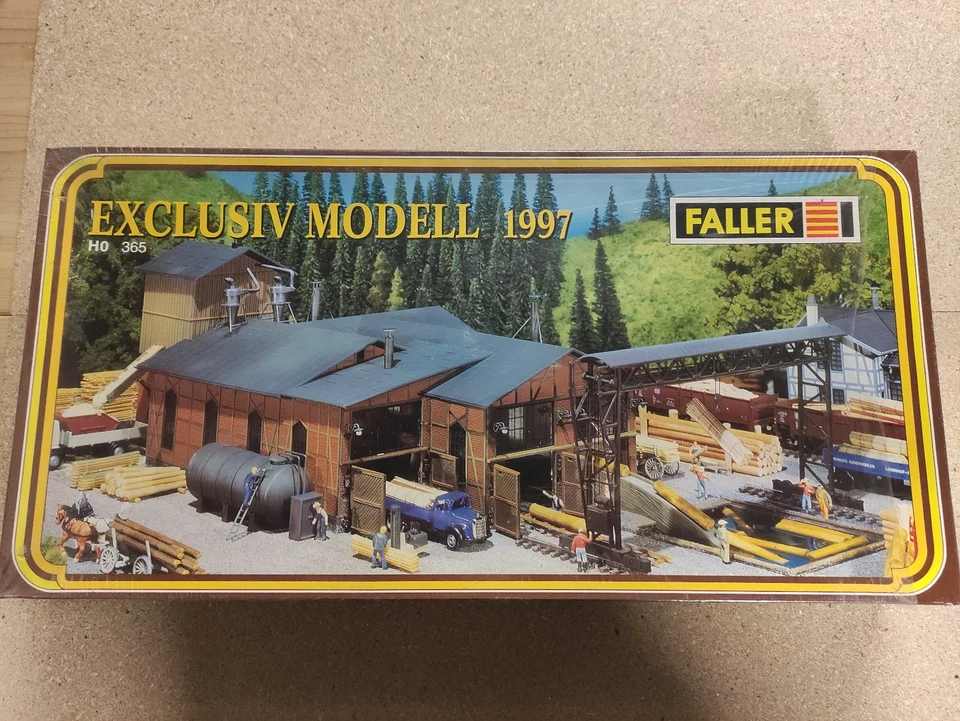 EXCLUSIV MODELL 1997
FALLER
H0 365